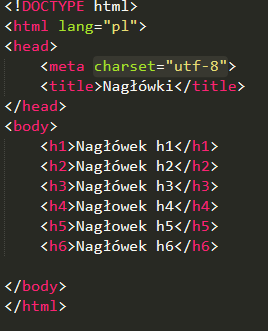 <!DOCTYPE html>
<html lang="pl">
<head>
    <meta charset="utf-8">
    <title>Nagłówki</title>
</head>
<body>
    <h1>Nagłówek h1</h1>
    <h2>Nagłówek h2</h2>
    <h3>Nagłówek h3</h3>
    <h4>Nagłowek h4</h4>
    <h5>Nagłowek h5</h5>
    <h6>Nagłówek h6</h6>

</body>
</html>